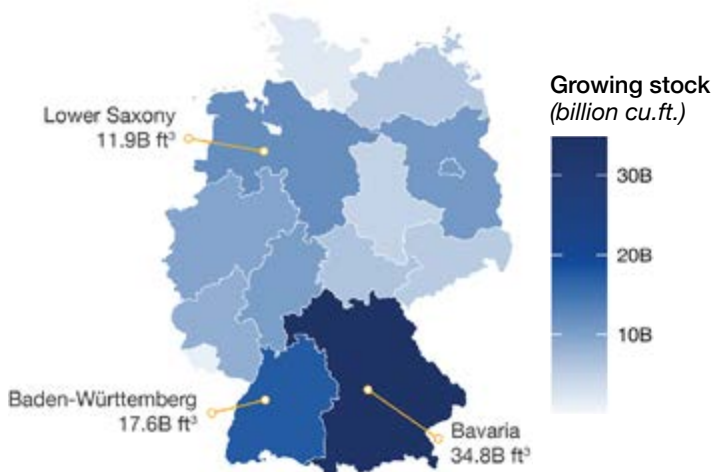 Growing stock
(billion cu.ft.)
Lower Saxony
11.9B ft³
30B
20B
10B
Baden-Württemberg
17.6B ft³
Bavaria
34.8B ft³